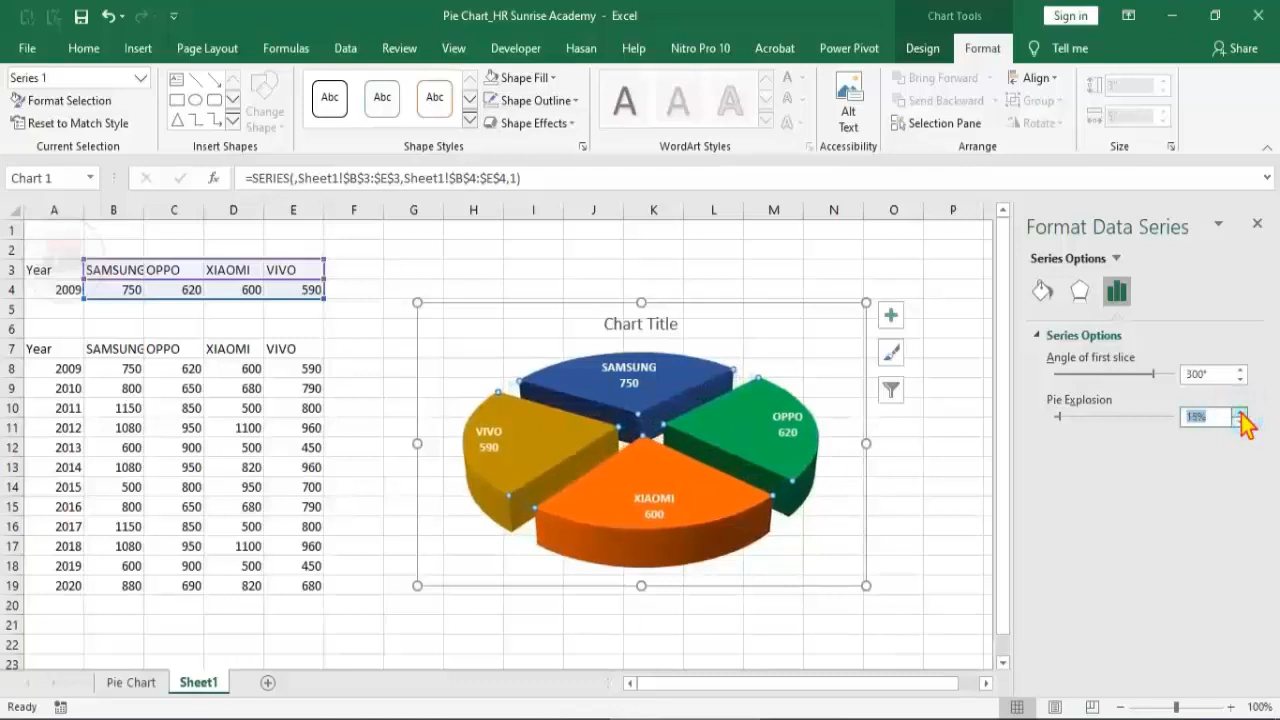 Pie Chart_HR Sunrise Academy - Excel
Chart Tools
Sign in
File Home Insert Page Layout Formulas Data Review View Developer Hasan Help Nitro Pro 10 Acrobat Power Pivot Design Format Tell me Share
Series 1
Format Selection
Reset to Match Style
Current Selection
Change
Shape
Insert Shapes
Abc Abc Abc
Shape Fill
Shape Outline
Shape Effects
Shape Styles
A A A
WordArt Styles
Alt
Text
Accessibility
Bring Forward
Send Backward
Selection Pane
Align
Group
Rotate
Arrange
Size
Chart 1
fx
=SERIES(,Sheet1!$B$3:$E$3,Sheet1!$B$4:$E$4,1)
A B C D E F G H I J K L M N O P
1
2
3 Year SAMSUNG OPPO XIAOMI VIVO
4 2009 750 620 600 590
5
6
7 Year SAMSUNG OPPO XIAOMI VIVO
8 2009 750 620 600 590
9 2010 800 650 680 790
10 2011 1150 850 500 800
11 2012 1080 950 1100 960
12 2013 600 900 500 450
13 2014 1080 950 820 960
14 2015 500 800 950 700
15 2016 800 650 680 790
16 2017 1150 850 500 800
17 2018 1080 950 1100 960
18 2019 600 900 500 450
19 2020 880 690 820 680
20
21
22
23
Chart Title
SAMSUNG
750
OPPO
620
VIVO
590
XIAOMI
600
Format Data Series
Series Options
Series Options
Angle of first slice
300°
Pie Explosion
15%
Pie Chart Sheet1
Ready
100%